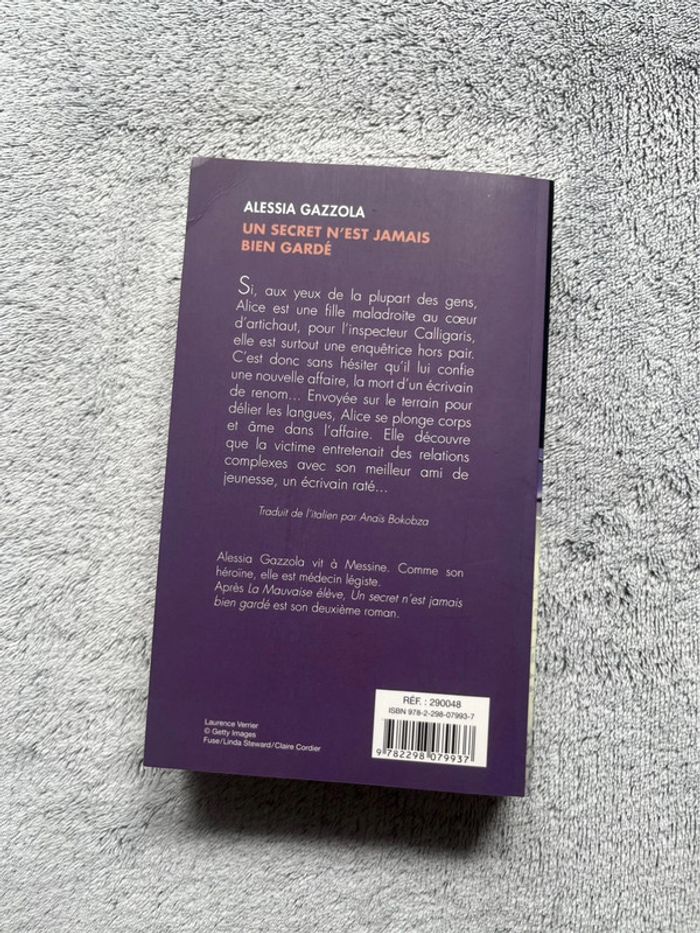 ALESSIA GAZZOLA
UN SECRET N'EST JAMAIS
BIEN GARDÉ
Si, aux yeux de la plupart des gens,
Alice est une fille maladroite au cœur
d'artichaut, pour l'inspecteur Calligaris,
elle est surtout une enquêtrice hors pair.
C'est donc sans hésiter qu'il lui confie
une nouvelle affaire, la mort d'un écrivain
de renom... Envoyée sur le terrain pour
délier les langues, Alice se plonge corps
et âme dans l'affaire. Elle découvre
que la victime entretenait des relations
complexes avec son meilleur ami de
jeunesse, un écrivain raté...
Traduit de l'italien par Anaïs Bokobza
Alessia Gazzola vit à Messine. Comme son
héroïne, elle est médecin légiste.
Après La Mauvaise élève, Un secret n'est jamais
bien gardé est son deuxième roman.
RÉF. : 290048
ISBN 978-2-298-07993-7
9 782298 079937
Laurence Verrier
© Getty Images
Fuse/Linda Steward/Claire Cordier